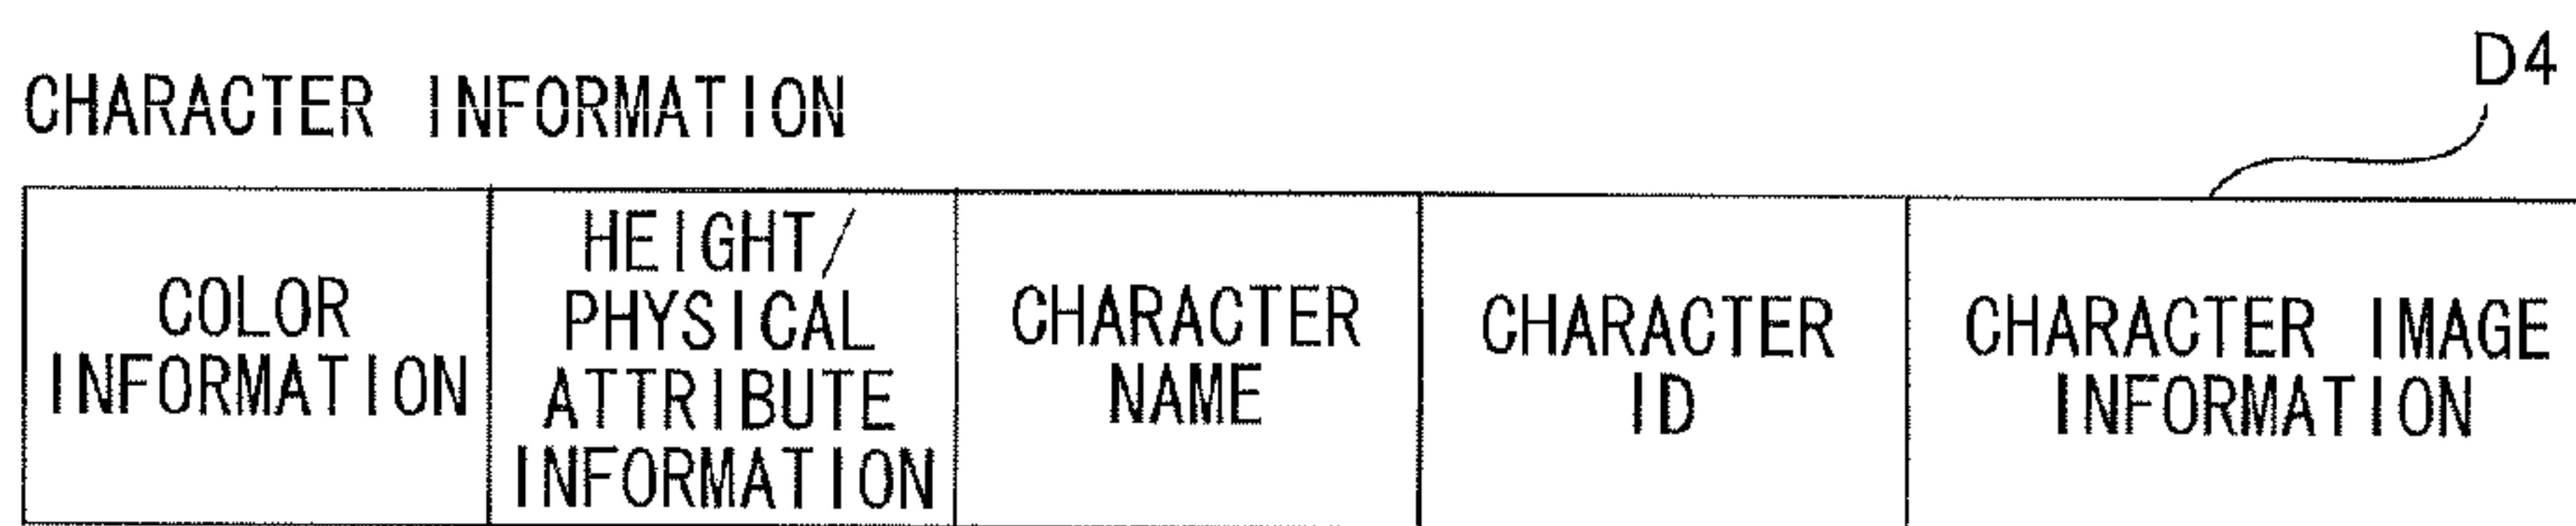 D4
CHARACTER INFORMATION
COLOR
INFORMATION
HEIGHT/
PHYSICAL
ATTRIBUTE
INFORMATION
CHARACTER
NAME
CHARACTER
ID
CHARACTER IMAGE
INFORMATION